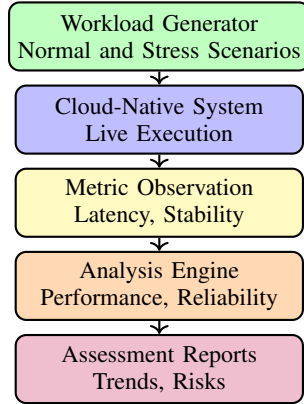 Workload Generator
Normal and Stress Scenarios
Cloud-Native System
Live Execution
Metric Observation
Latency, Stability
Analysis Engine
Performance, Reliability
Assessment Reports
Trends, Risks